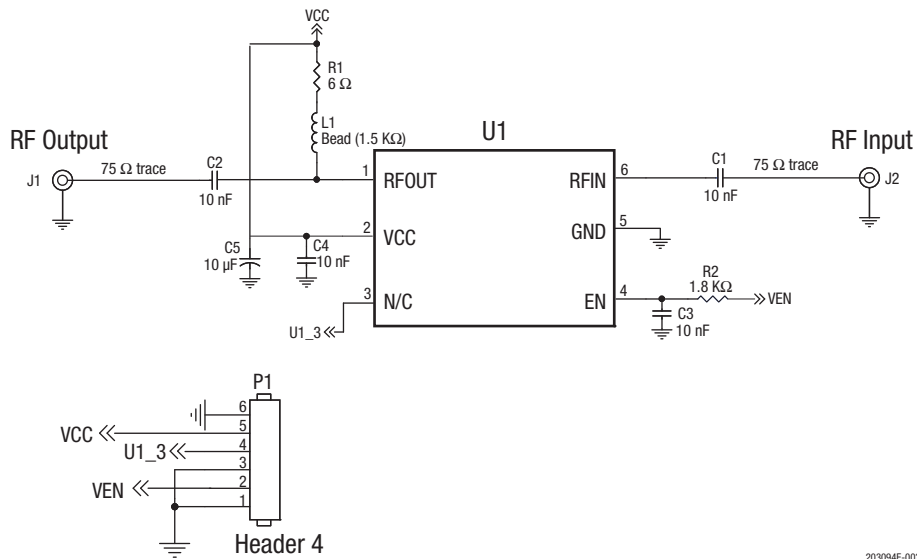 VCC
R1
6 Ω
L1
Bead (1.5 KΩ)
U1
RF Output
RF Input
J1
75 Ω trace
C2
10 nF
1
RFOUT
RFIN
6
C1
10 nF
75 Ω trace
J2
2
VCC
GND
5
C5
10 µF
C4
10 nF
3
N/C
EN
4
R2
1.8 KΩ
VEN
C3
10 nF
U1_3
P1
6
VCC
5
U1_3
4
3
VEN
2
1
Header 4
203094F-002